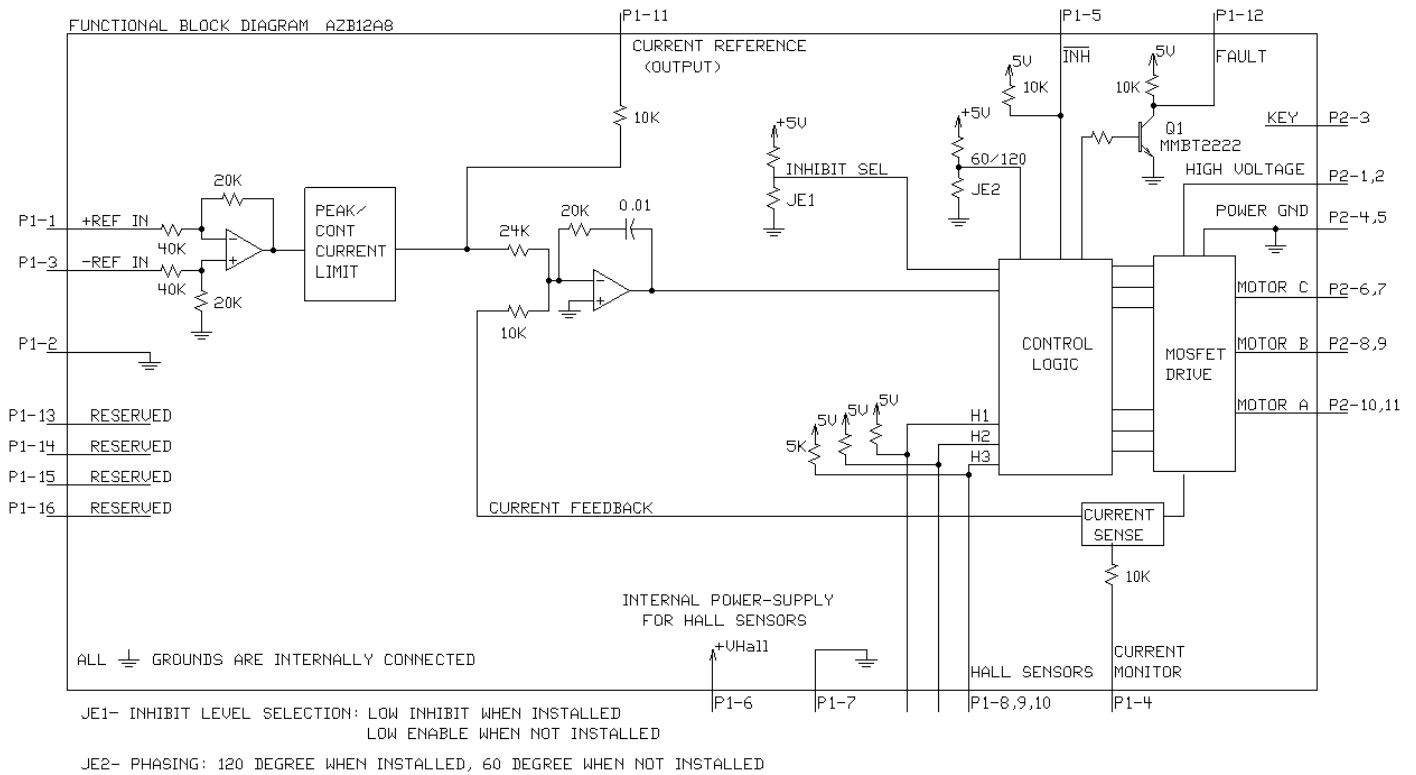 FUNCTIONAL BLOCK DIAGRAM AZB12A8
P1-11
P1-5
P1-12
CURRENT REFERENCE
(OUTPUT)
INH
FAULT
5V
10K
5V
10K
10K
+5V
+5V
Q1
MMBT2222
KEY
P2-3
60/120
INHIBIT SEL
JE1
JE2
HIGH VOLTAGE
P2-1,2
POWER GND
P2-4,5
20K
P1-1
+REF IN
40K
P1-3
-REF IN
40K
20K
PEAK/
CONT
CURRENT
LIMIT
24K
20K
0.01
10K
P1-2
CONTROL
LOGIC
MOSFET
DRIVE
MOTOR C
P2-6,7
MOTOR B
P2-8,9
MOTOR A
P2-10,11
P1-13
RESERVED
P1-14
RESERVED
P1-15
RESERVED
P1-16
RESERVED
5V
5V
5V
5K
H1
H2
H3
CURRENT FEEDBACK
CURRENT
SENSE
10K
INTERNAL POWER-SUPPLY
FOR HALL SENSORS
+VHall
ALL GROUNDS ARE INTERNALLY CONNECTED
HALL SENSORS
CURRENT
MONITOR
P1-6
P1-7
P1-8,9,10
P1-4
JE1- INHIBIT LEVEL SELECTION: LOW INHIBIT WHEN INSTALLED
LOW ENABLE WHEN NOT INSTALLED
JE2- PHASING: 120 DEGREE WHEN INSTALLED, 60 DEGREE WHEN NOT INSTALLED